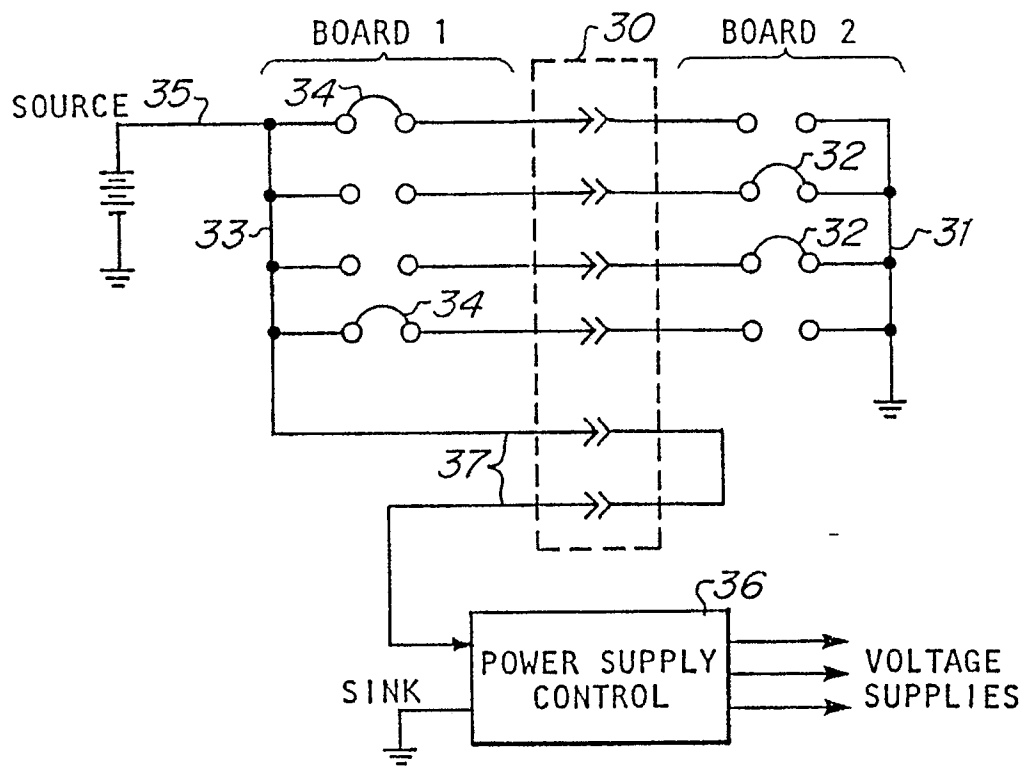 BOARD 1
30
BOARD 2
SOURCE
35
34
32
33
32
31
34
37
36
POWER SUPPLY
CONTROL
VOLTAGE
SUPPLIES
SINK